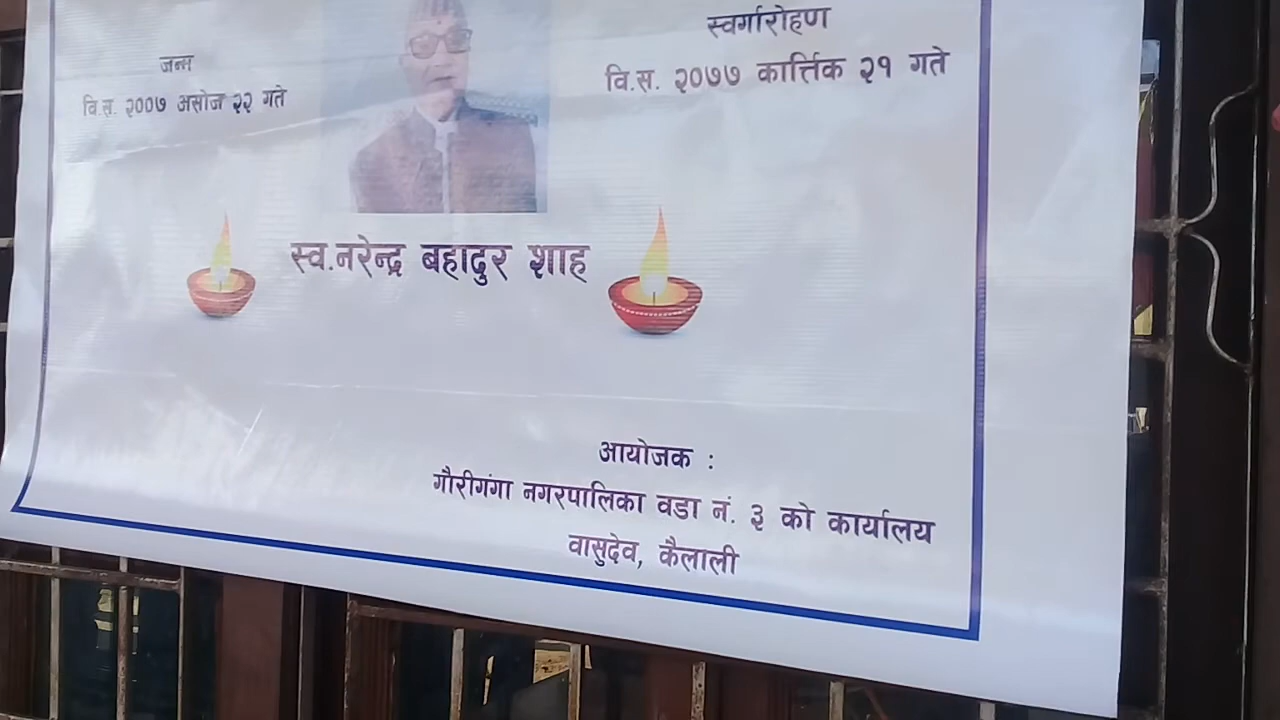 जन्म
वि.स. २००७ असोज २२ गते
स्वर्गारोहण
वि.स. २०७७ कार्त्तिक २१ गते
स्व.नरेन्द्र बहादुर शाह
आयोजक :
गौरीगंगा नगरपालिका वडा नं. ३ को कार्यालय
वासुदेव, कैलाली